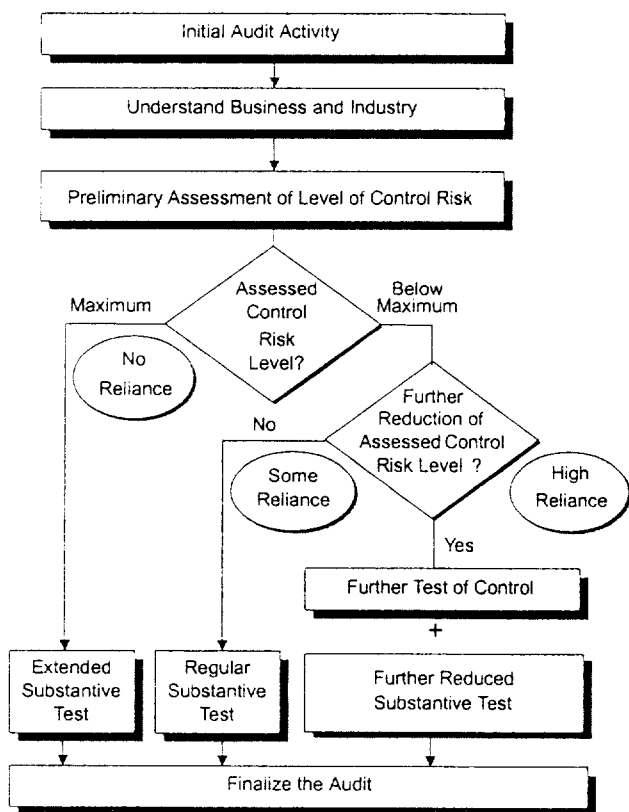 Initial Audit Activity
Understand Business and Industry
Preliminary Assessment of Level of Control Risk
Maximum
Assessed
Control
Risk
Level?
Below
Maximum
No
Reliance
No
Further
Reduction of
Assessed Control
Risk Level ?
Some
Reliance
High
Reliance
Yes
Further Test of Control
+
Extended
Substantive
Test
Regular
Substantive
Test
Further Reduced
Substantive Test
Finalize the Audit